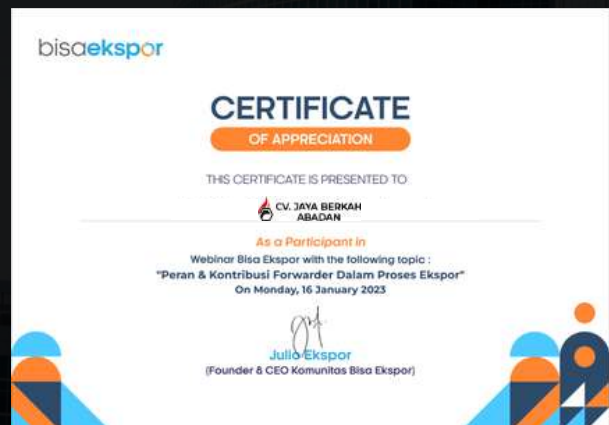 bisaekspor
CERTIFICATE
OF APPRECIATION
THIS CERTIFICATE IS PRESENTED TO
CV. JAYA BERKAH
ABADAN
As a Participant in
Webinar Bisa Ekspor with the following topic :
"Peran & Kontribusi Forwarder Dalam Proses Ekspor"
On Monday, 16 January 2023
Julio Ekspor
(Founder & CEO Komunitas Bisa Ekspor)